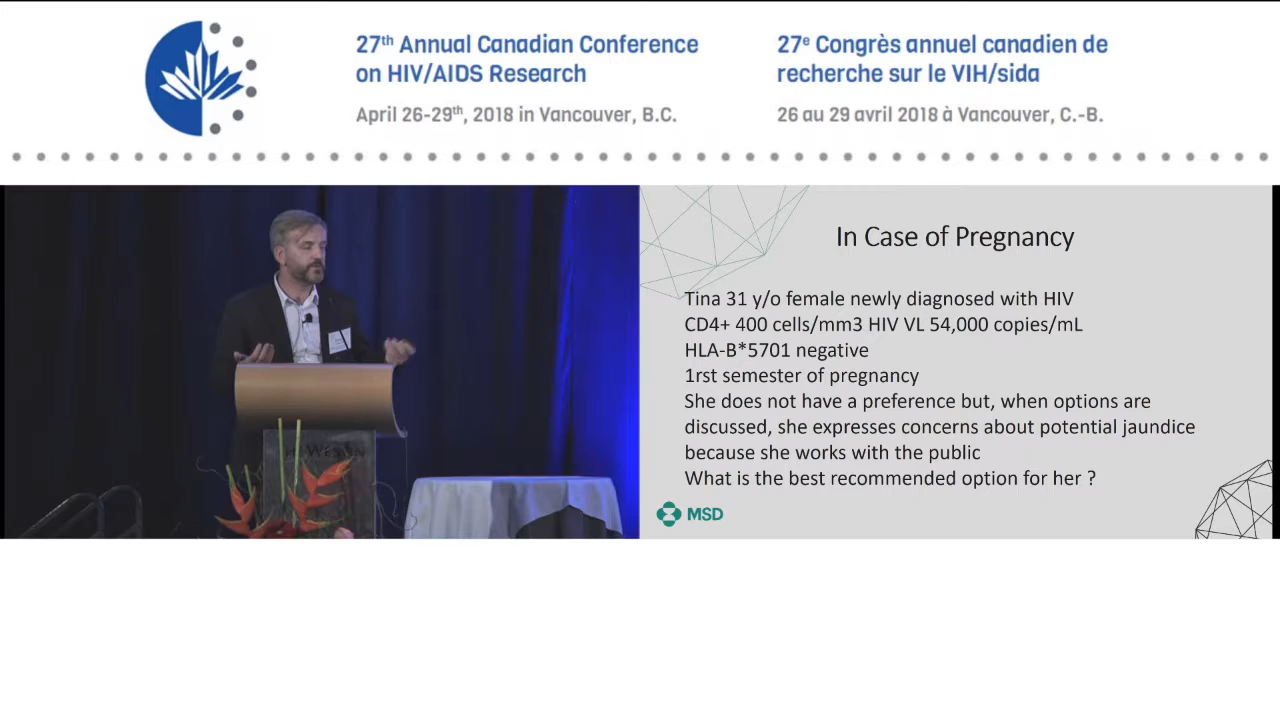 27th Annual Canadian Conference
on HIV/AIDS Research
April 26-29th, 2018 in Vancouver, B.C.
27e Congrès annuel canadien de
recherche sur le VIH/sida
26 au 29 avril 2018 à Vancouver, C.-B.
In Case of Pregnancy
Tina 31 y/o female newly diagnosed with HIV
CD4+ 400 cells/mm3 HIV VL 54,000 copies/mL
HLA-B*5701 negative
1rst semester of pregnancy
She does not have a preference but, when options are
discussed, she expresses concerns about potential jaundice
because she works with the public
What is the best recommended option for her ?
MSD